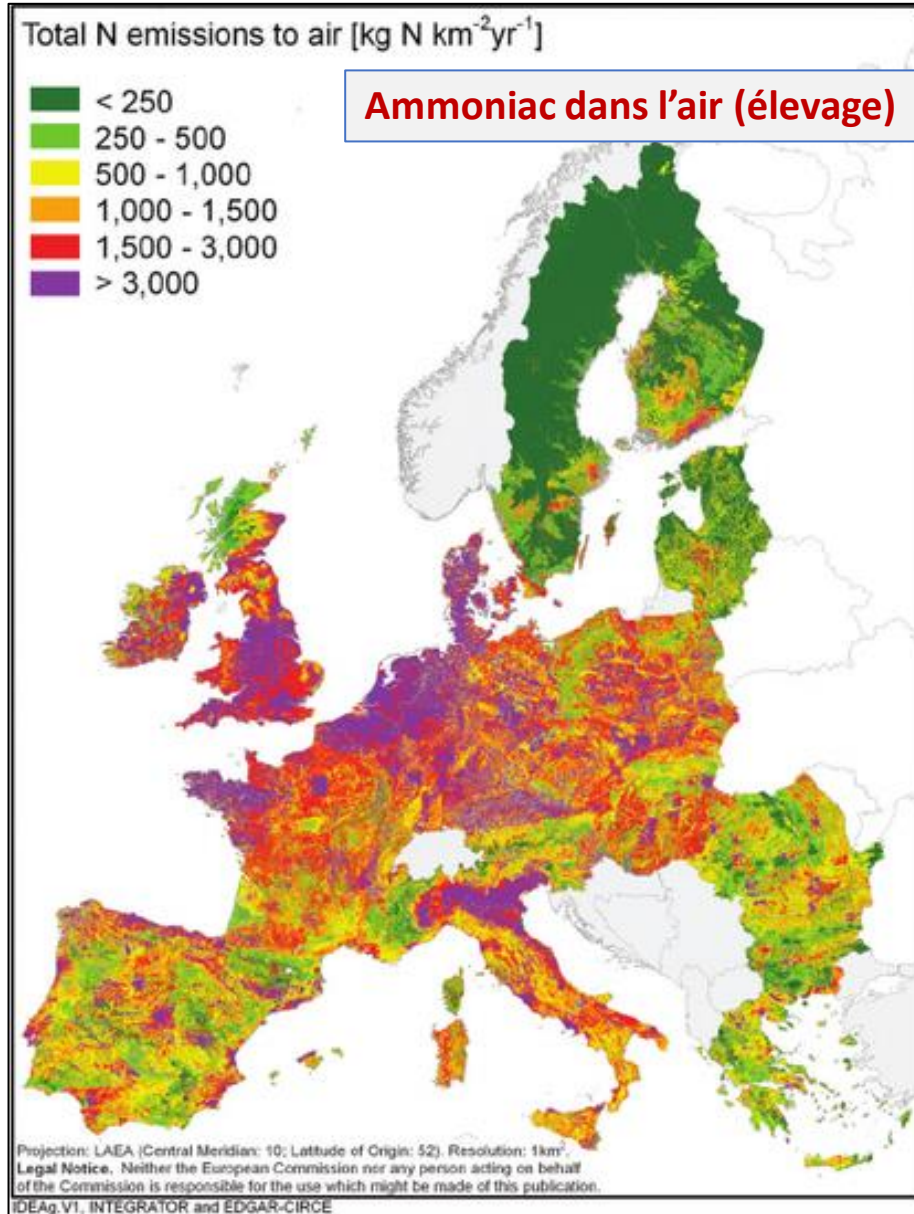 Total N emissions to air [kg N km⁻²yr⁻¹]
Ammoniac dans l'air (élevage)
< 250
250 - 500
500 - 1,000
1,000 - 1,500
1,500 - 3,000
> 3,000
Projection: LAEA (Central Meridian: 10; Latitude of Origin: 52). Resolution: 1km².
Legal Notice. Neither the European Commission nor any person acting on behalf
of the Commission is responsible for the use which might be made of this publication.
IDEAg.V1, INTEGRATOR and EDGAR-CIRCE